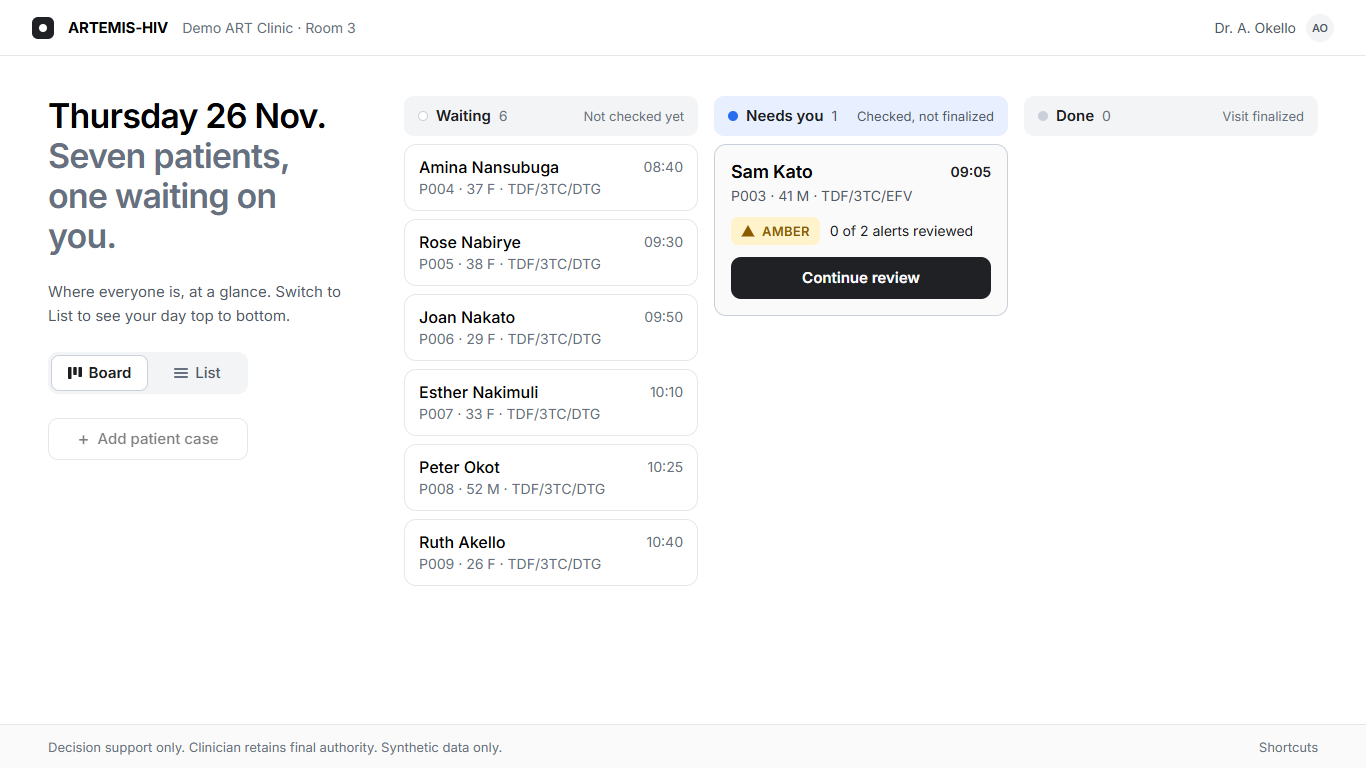 ARTEMIS-HIV Demo ART Clinic · Room 3
Dr. A. Okello AO
Thursday 26 Nov.
Seven patients,
one waiting on
you.
Where everyone is, at a glance. Switch to
List to see your day top to bottom.
Board List
+ Add patient case
Waiting 6 Not checked yet
Amina Nansubuga 08:40
P004 · 37 F · TDF/3TC/DTG
Rose Nabirye 09:30
P005 · 38 F · TDF/3TC/DTG
Joan Nakato 09:50
P006 · 29 F · TDF/3TC/DTG
Esther Nakimuli 10:10
P007 · 33 F · TDF/3TC/DTG
Peter Okot 10:25
P008 · 52 M · TDF/3TC/DTG
Ruth Akello 10:40
P009 · 26 F · TDF/3TC/DTG
Needs you 1 Checked, not finalized
Sam Kato 09:05
P003 · 41 M · TDF/3TC/EFV
AMBER 0 of 2 alerts reviewed
Continue review
Done 0 Visit finalized
Decision support only. Clinician retains final authority. Synthetic data only.
Shortcuts